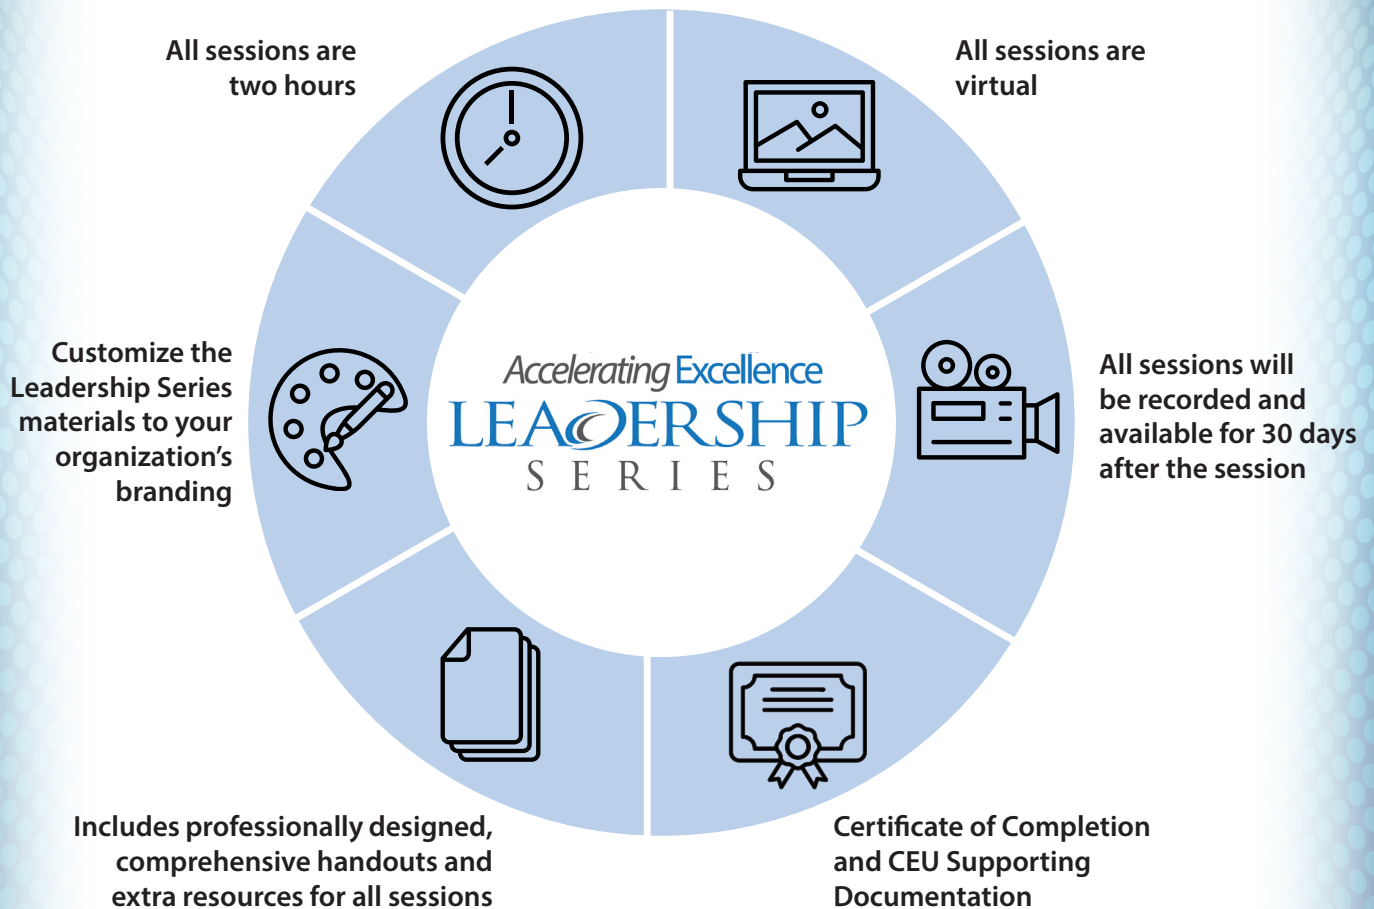 All sessions are
two hours
All sessions are
virtual
Customize the
Leadership Series
materials to your
organization’s
branding
Accelerating Excellence
LEADERSHIP
SERIES
All sessions will
be recorded and
available for 30 days
after the session
Includes professionally designed,
comprehensive handouts and
extra resources for all sessions
Certificate of Completion
and CEU Supporting
Documentation